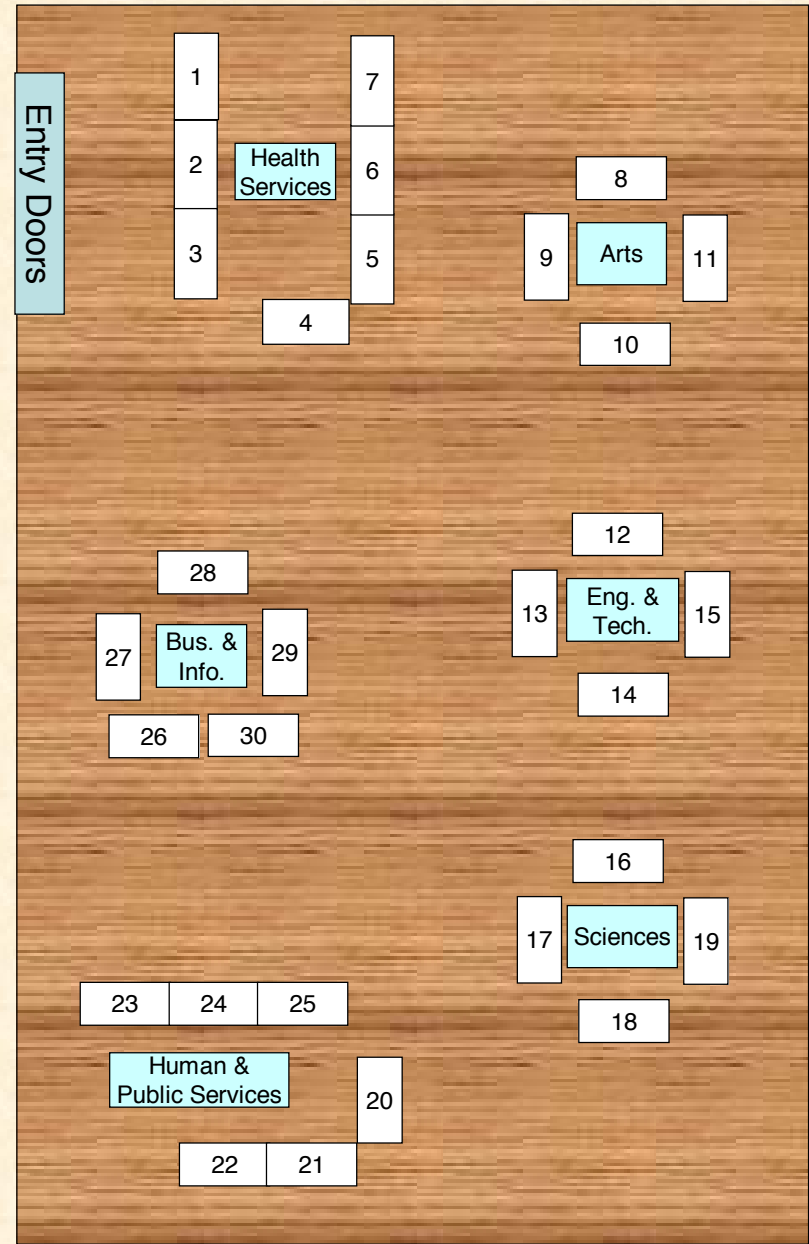 Entry Doors
1
2
3
Health
Services
7
6
5
4
8
9
Arts
11
10
12
13
Eng. &
Tech.
15
14
28
27
Bus. &
Info.
29
26
30
16
17
Sciences
19
18
23
24
25
Human &
Public Services
20
22
21